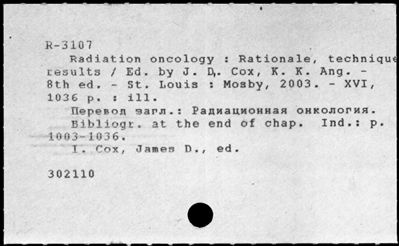 R-3107
Radiation oncology : Rationale, technique
results / Ed. by J. D. Cox, K. K. Ang. -
8th ed. - St. Louis : Mosby, 2003. - XVI,
1036 p. : ill.
Перевод загл.: Радиационная онкология.
Bibliogr. at the end of chap. Ind.: p.
1003-1036.
I. Cox, James D., ed.
302110